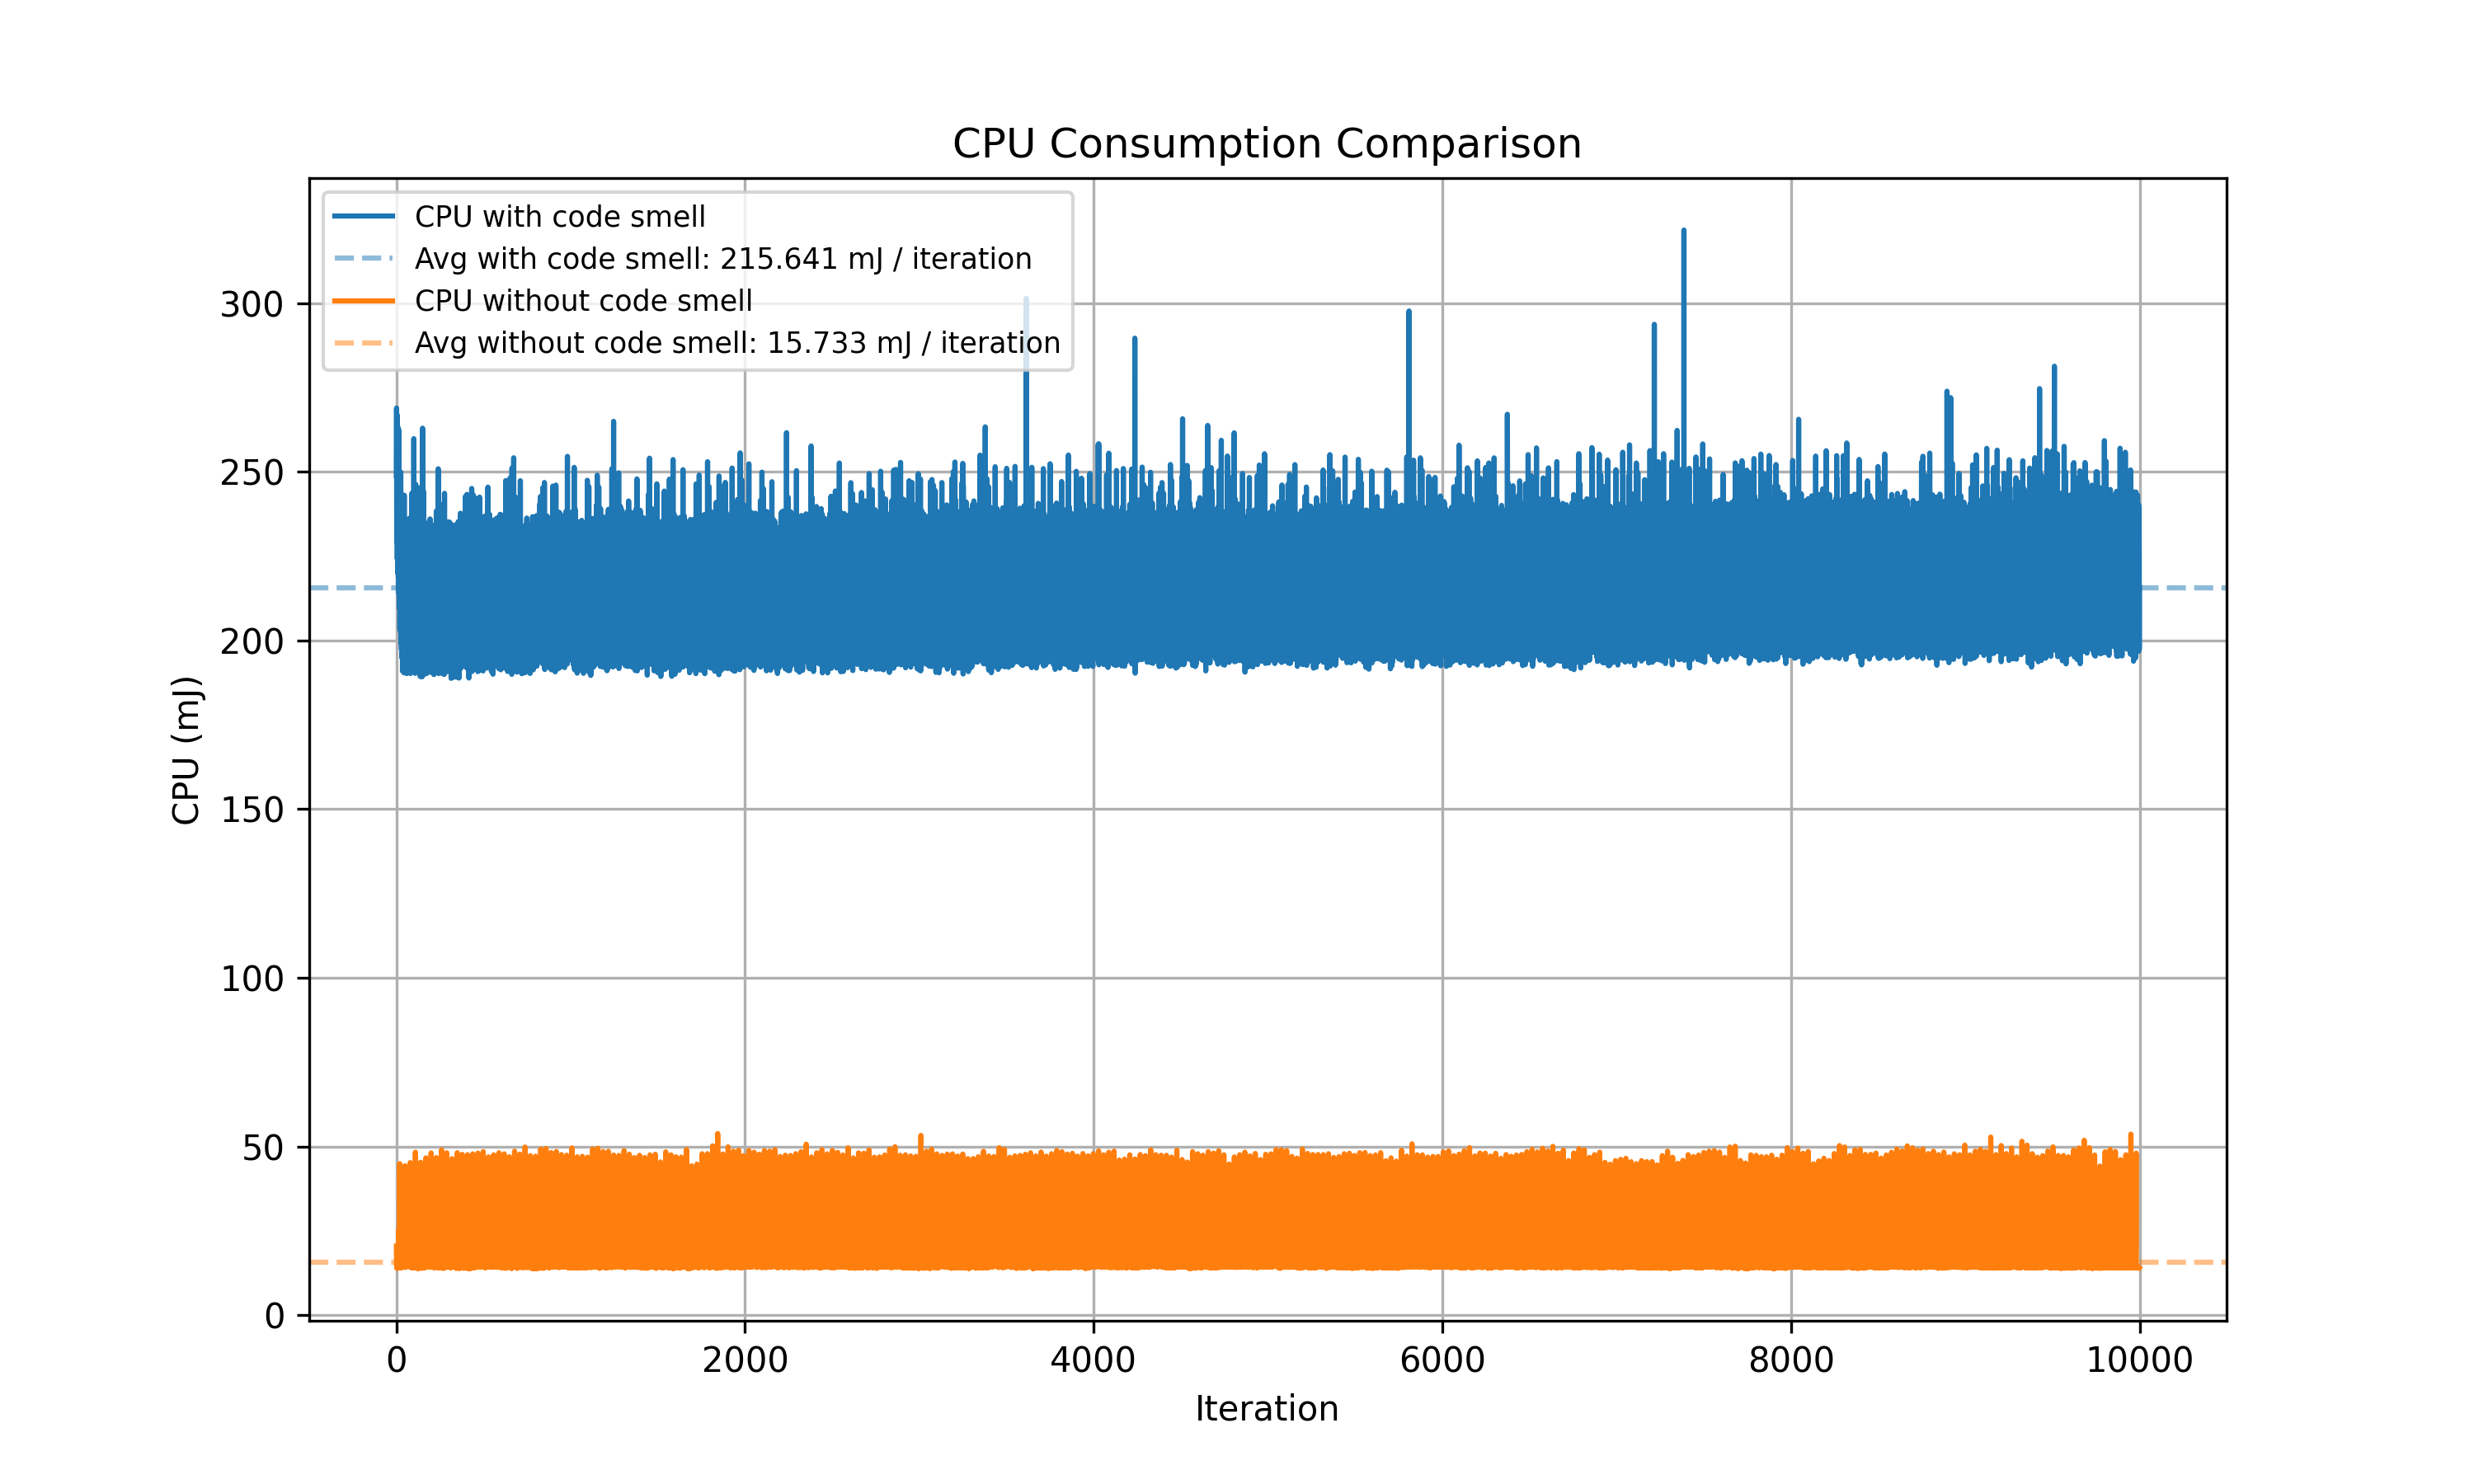 CPU Consumption Comparison
CPU with code smell
Avg with code smell: 215.641 mJ / iteration
CPU without code smell
Avg without code smell: 15.733 mJ / iteration
300
250
200
150
100
50
0
CPU (mJ)
0 2000 4000 6000 8000 10000
Iteration